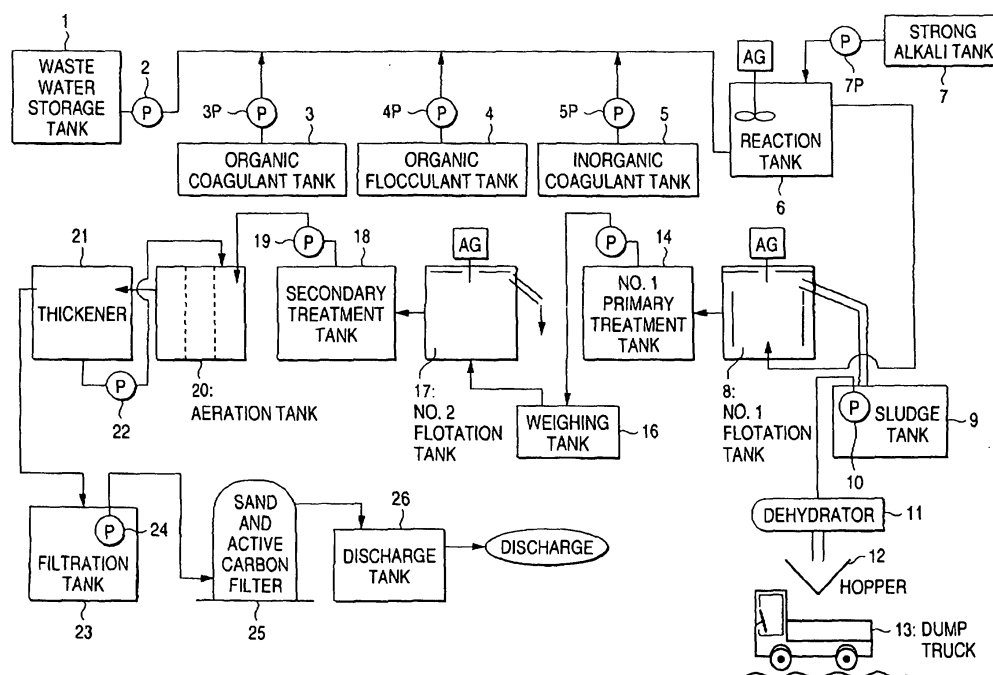 1
WASTE
WATER
STORAGE
TANK
2
P
3P
P
3
ORGANIC
COAGULANT TANK
4P
P
4
ORGANIC
FLOCCULANT TANK
5P
P
5
INORGANIC
COAGULANT TANK
AG
REACTION
TANK
6
P
7P
STRONG
ALKALI TANK
7
21
THICKENER
P
22
20:
AERATION TANK
P
19
18
SECONDARY
TREATMENT
TANK
AG
17:
NO. 2
FLOTATION
TANK
WEIGHING
TANK
16
P
14
NO. 1
PRIMARY
TREATMENT
TANK
AG
8:
NO. 1
FLOTATION
TANK
P
10
SLUDGE
TANK
9
DEHYDRATOR
11
12
HOPPER
13: DUMP
TRUCK
P
24
FILTRATION
TANK
23
SAND
AND
ACTIVE
CARBON
FILTER
25
26
DISCHARGE
TANK
DISCHARGE